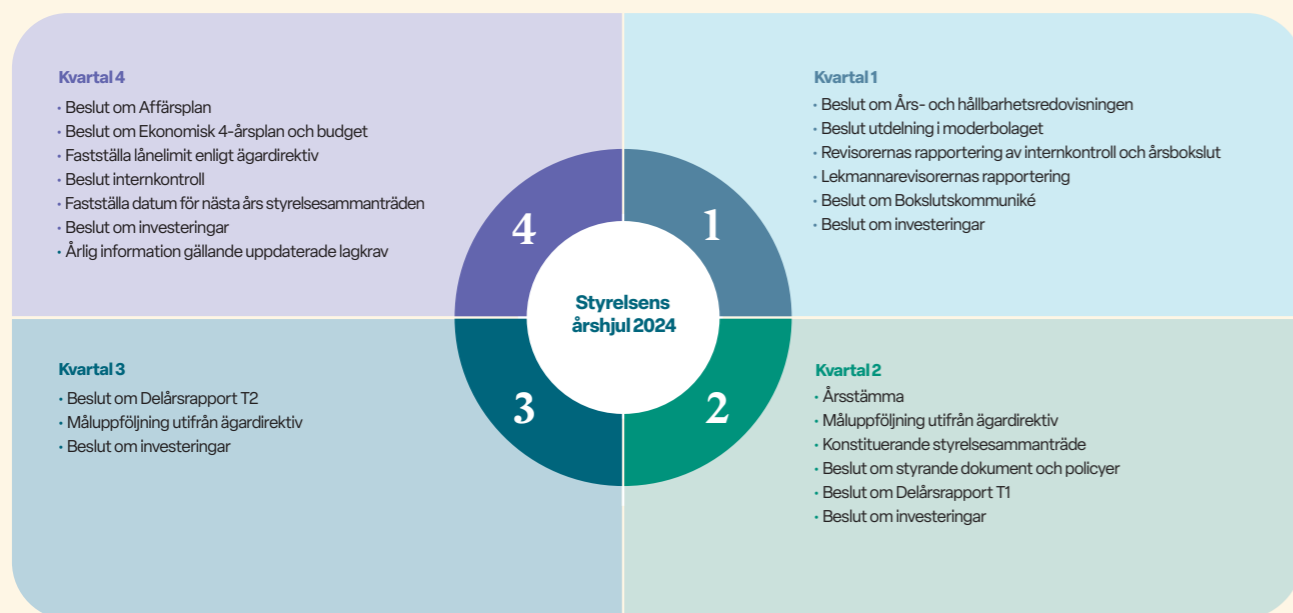 Kvartal 4
• Beslut om Affärsplan
• Beslut om Ekonomisk 4-årsplan och budget
• Fastställa lånelimit enligt ägardirektiv
• Beslut internkontroll
• Fastställa datum för nästa års styrelsesammanträden
• Beslut om investeringar
• Årlig information gällande uppdaterade lagkrav
Kvartal 1
• Beslut om Års- och hållbarhetsredovisningen
• Beslut utdelning i moderbolaget
• Revisorernas rapportering av internkontroll och årsbokslut
• Lekmannarevisorernas rapportering
• Beslut om Bokslutskommuniké
• Beslut om investeringar
4
1
Styrelsens
årshjul 2024
3
2
Kvartal 3
• Beslut om Delårsrapport T2
• Måluppföljning utifrån ägardirektiv
• Beslut om investeringar
Kvartal 2
• Årsstämma
• Måluppföljning utifrån ägardirektiv
• Konstituerande styrelsesammanträde
• Beslut om styrande dokument och policyer
• Beslut om Delårsrapport T1
• Beslut om investeringar